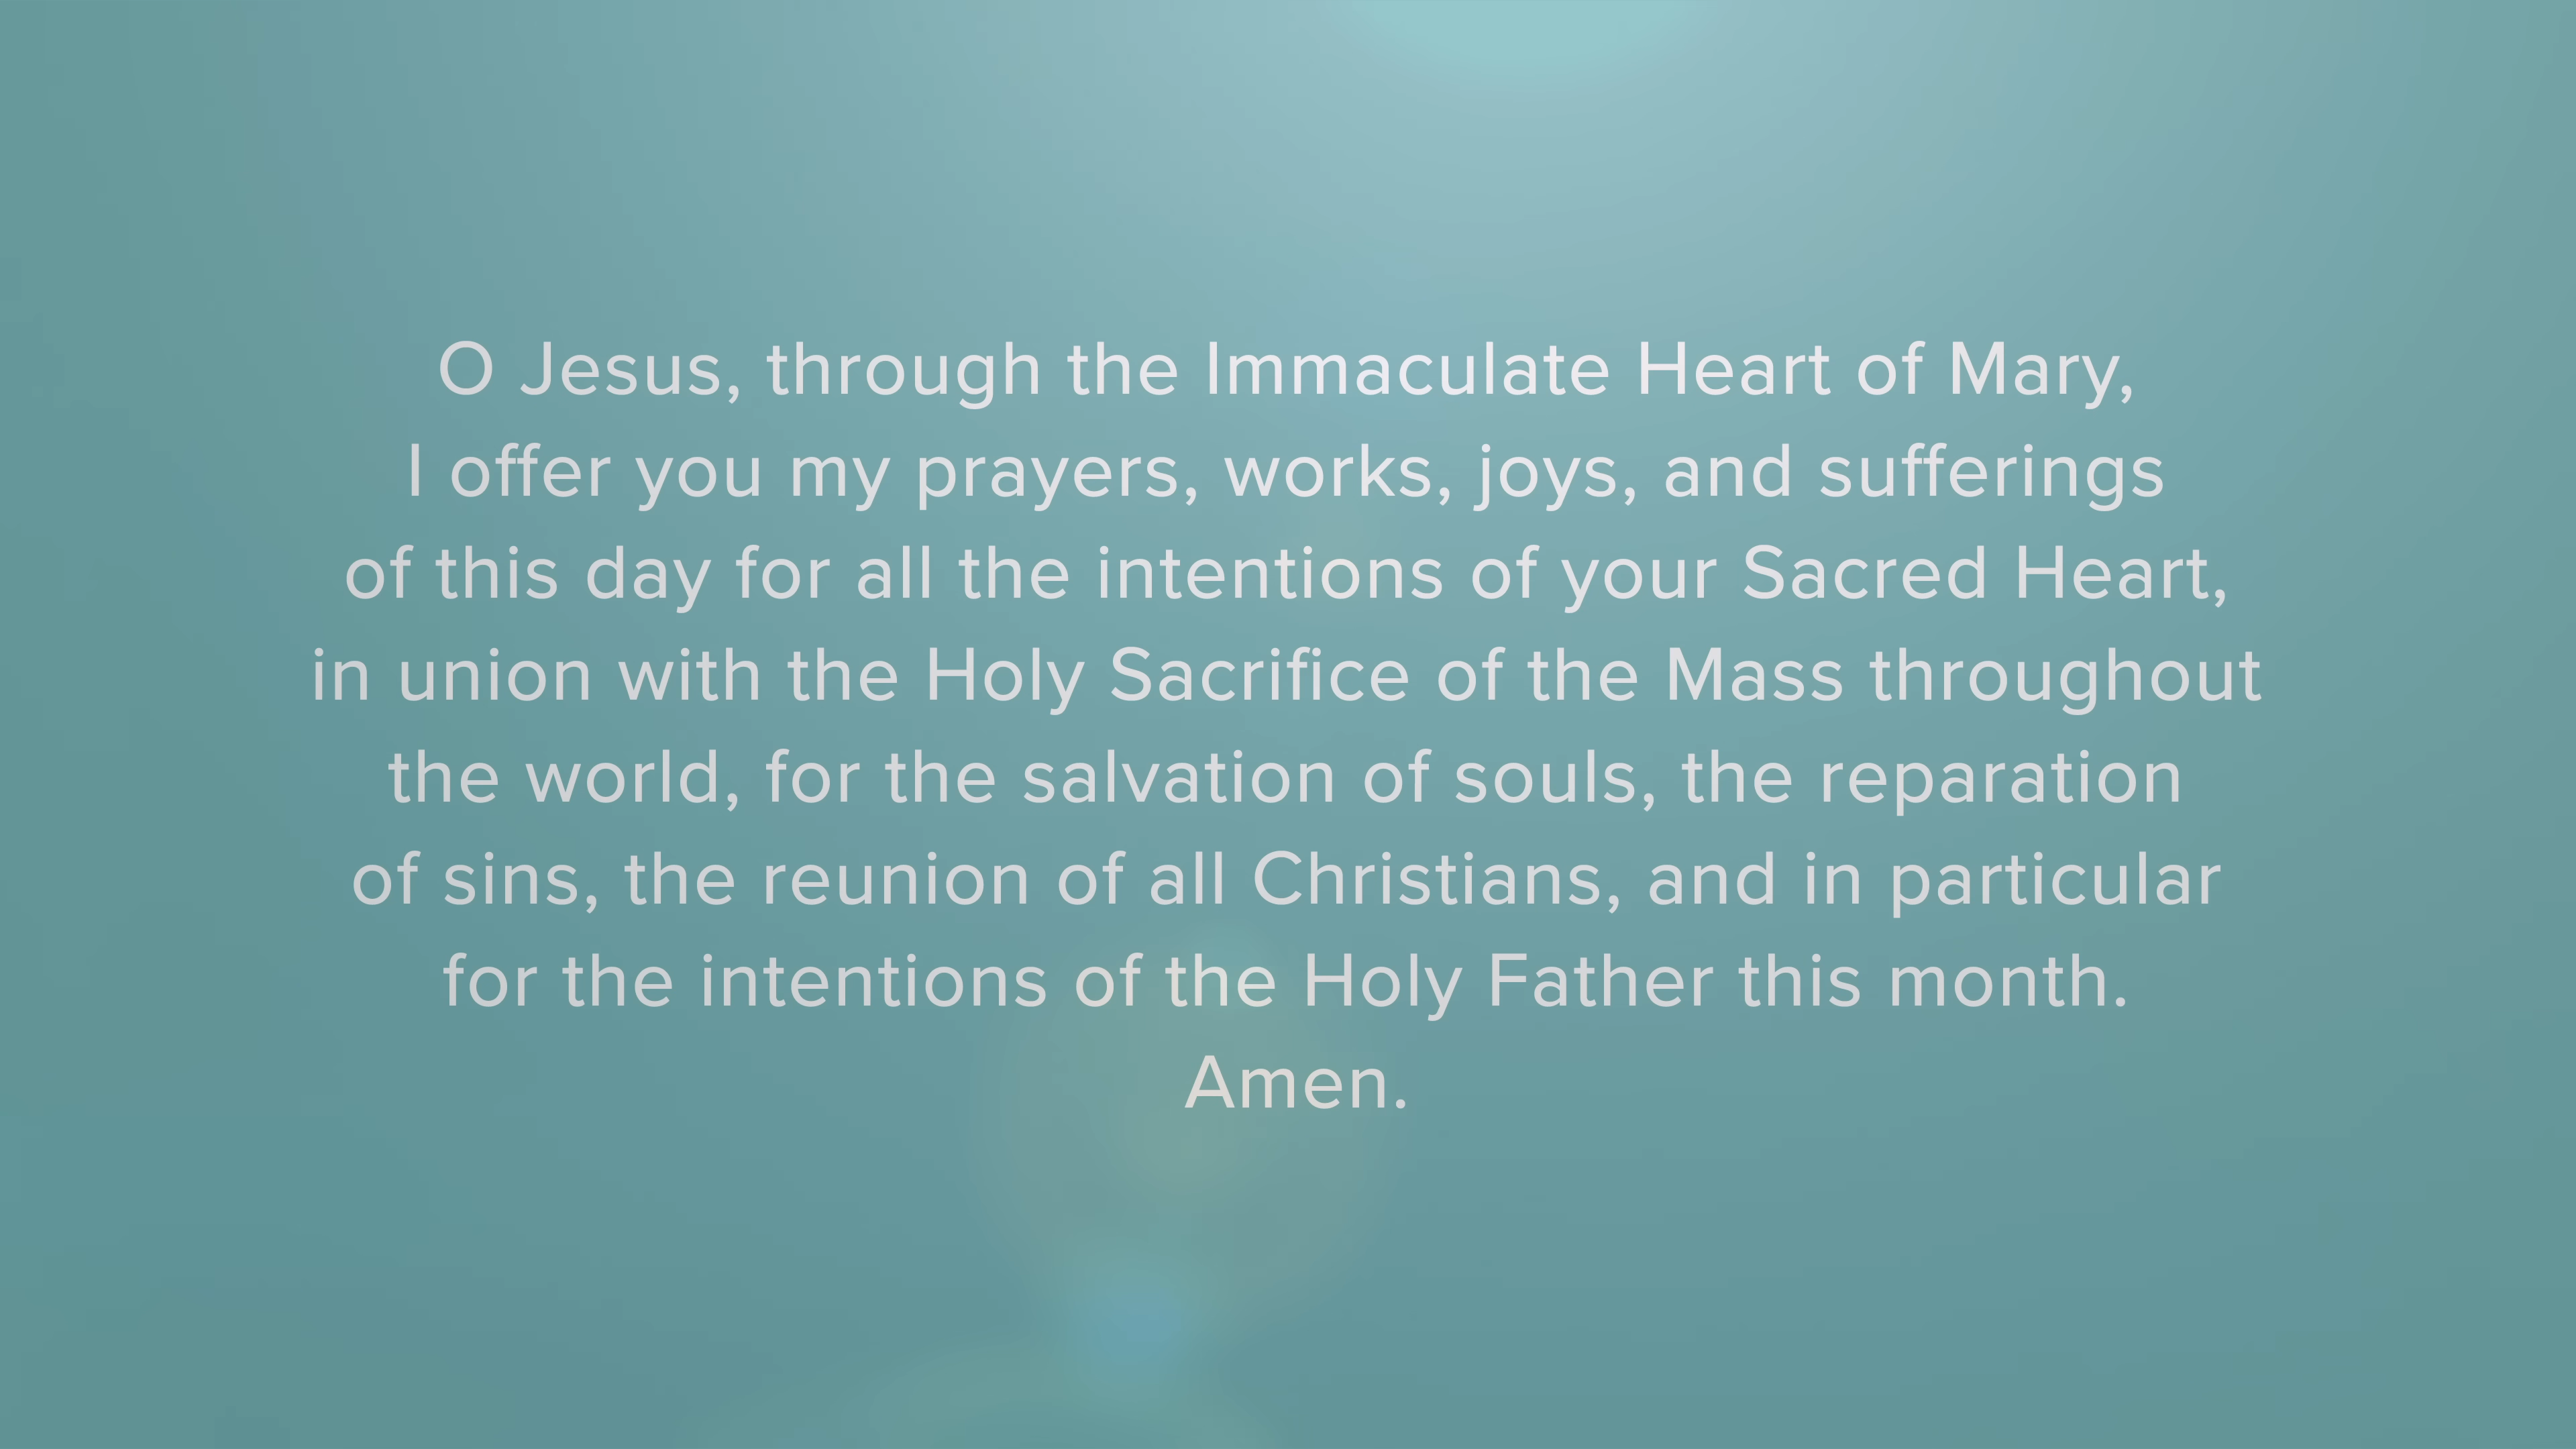 O Jesus, through the Immaculate Heart of Mary,
I offer you my prayers, works, joys, and sufferings
of this day for all the intentions of your Sacred Heart,
in union with the Holy Sacrifice of the Mass throughout
the world, for the salvation of souls, the reparation
of sins, the reunion of all Christians, and in particular
for the intentions of the Holy Father this month.
Amen.